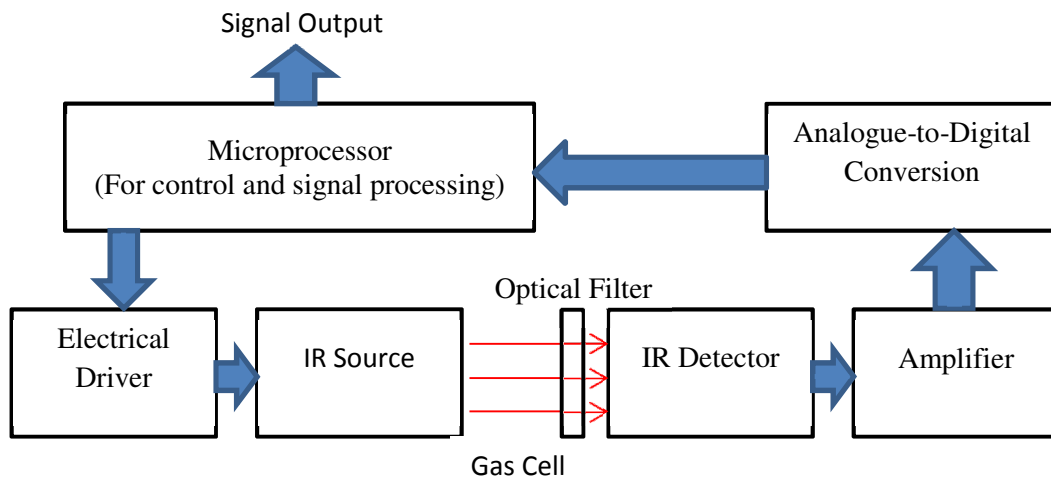 Signal Output
Microprocessor
(For control and signal processing)
Analogue-to-Digital
Conversion
Optical Filter
Electrical
Driver
IR Source
IR Detector
Amplifier
Gas Cell